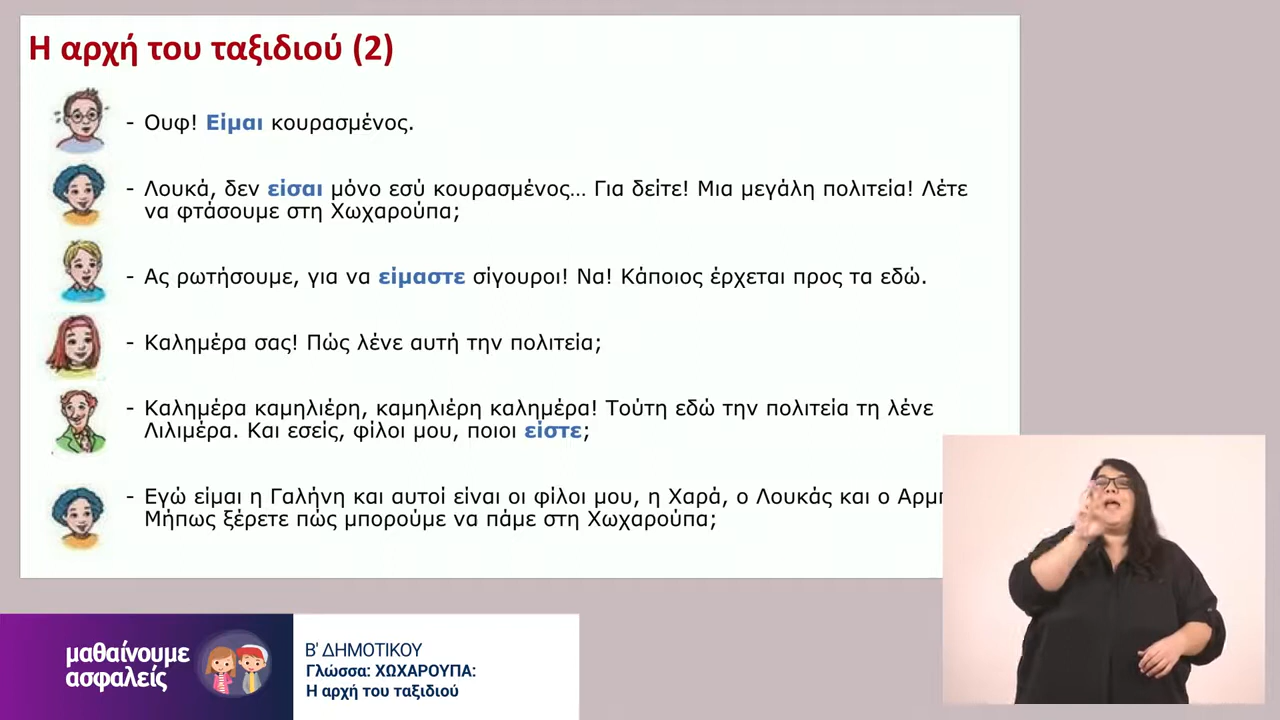 Η αρχή του ταξιδιού (2)
- Ουφ! Είμαι κουρασμένος.
- Λουκά, δεν είσαι μόνο εσύ κουρασμένος... Για δείτε! Μια μεγάλη πολιτεία! Λέτε
να φτάσουμε στη Χωχαρούπα;
- Ας ρωτήσουμε, για να είμαστε σίγουροι! Να! Κάποιος έρχεται προς τα εδώ.
- Καλημέρα σας! Πώς λένε αυτή την πολιτεία;
- Καλημέρα καμηλιέρη, καμηλιέρη καλημέρα! Τούτη εδώ την πολιτεία τη λένε
Λιλιμέρα. Και εσείς, φίλοι μου, ποιοι είστε;
- Εγώ είμαι η Γαλήνη και αυτοί είναι οι φίλοι μου, η Χαρά, ο Λουκάς και ο
Μήπως ξέρετε πώς μπορούμε να πάμε στη Χωχαρούπα;
μαθαίνουμε
ασφαλείς
Β' ΔΗΜΟΤΙΚΟΥ
Γλώσσα: ΧΩΧΑΡΟΥΠΑ:
Η αρχή του ταξιδιού